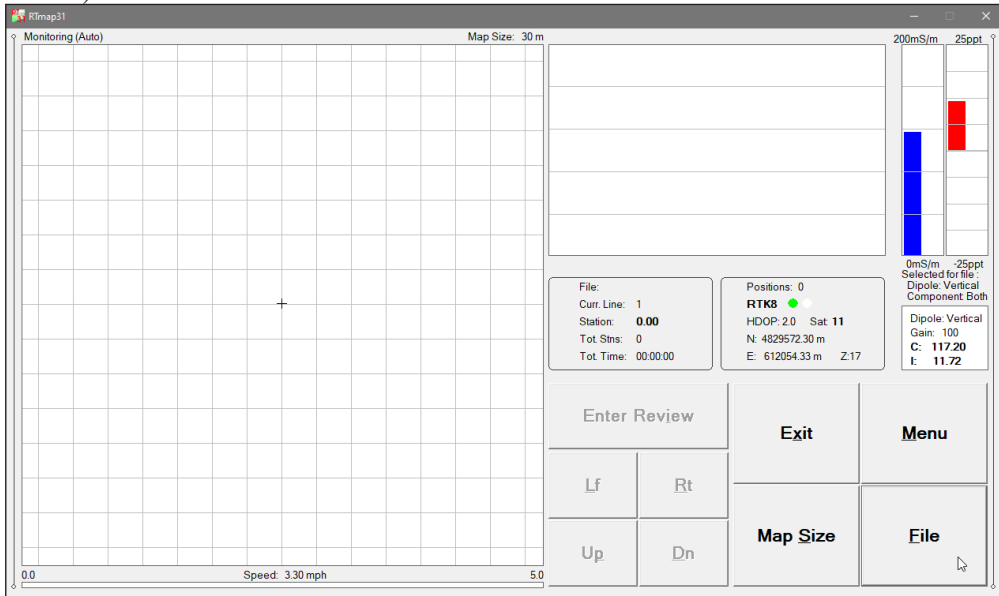 RTmap31
Monitoring (Auto) Map Size: 30 m
200mS/m 25ppt
0mS/m -25ppt
Selected for file :
Dipole: Vertical
Component: Both
File:
Curr. Line: 1
Station: 0.00
Tot. Stns: 0
Tot. Time: 00:00:00
Positions: 0
RTK8
HDOP: 2.0 Sat: 11
N: 4829572.30 m
E: 612054.33 m Z:17
Dipole: Vertical
Gain: 100
C: 117.20
I: 11.72
Enter Review
Exit
Menu
Lf
Rt
Map Size
File
Up
Dn
0.0 Speed: 3.30 mph 5.0